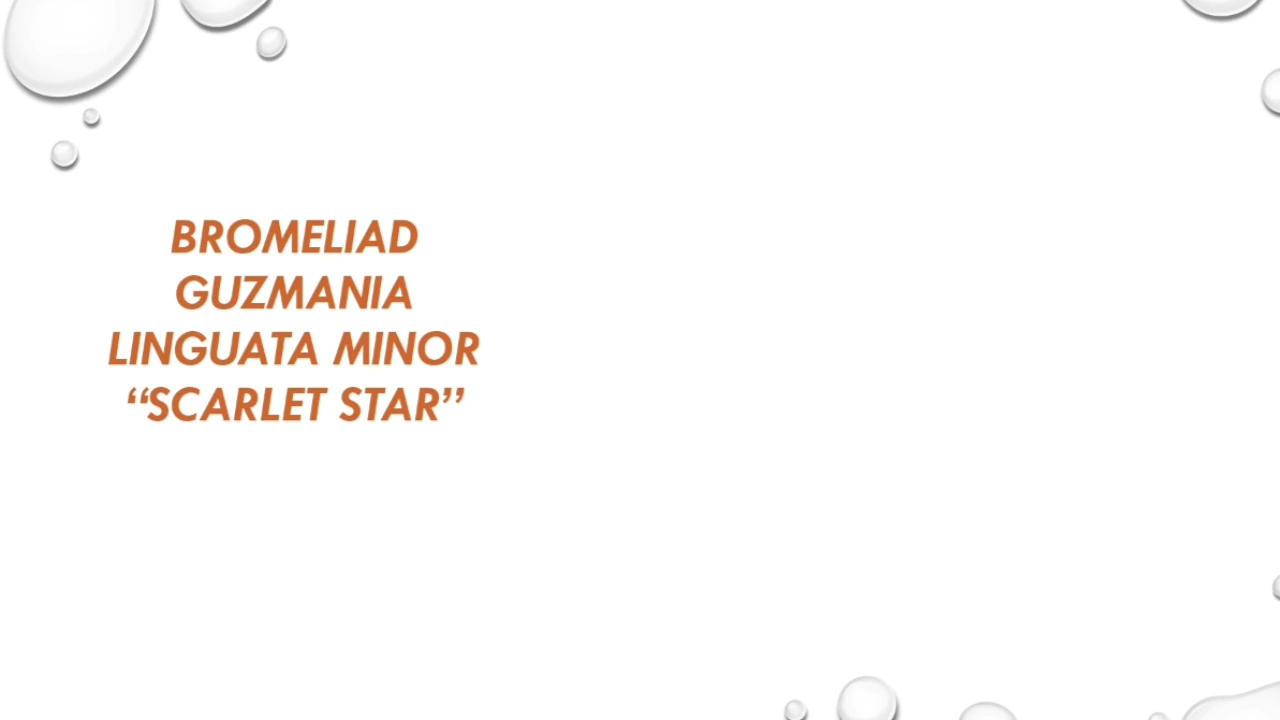 BROMELIAD
GUZMANIA
LINGUATA MINOR
“SCARLET STAR”